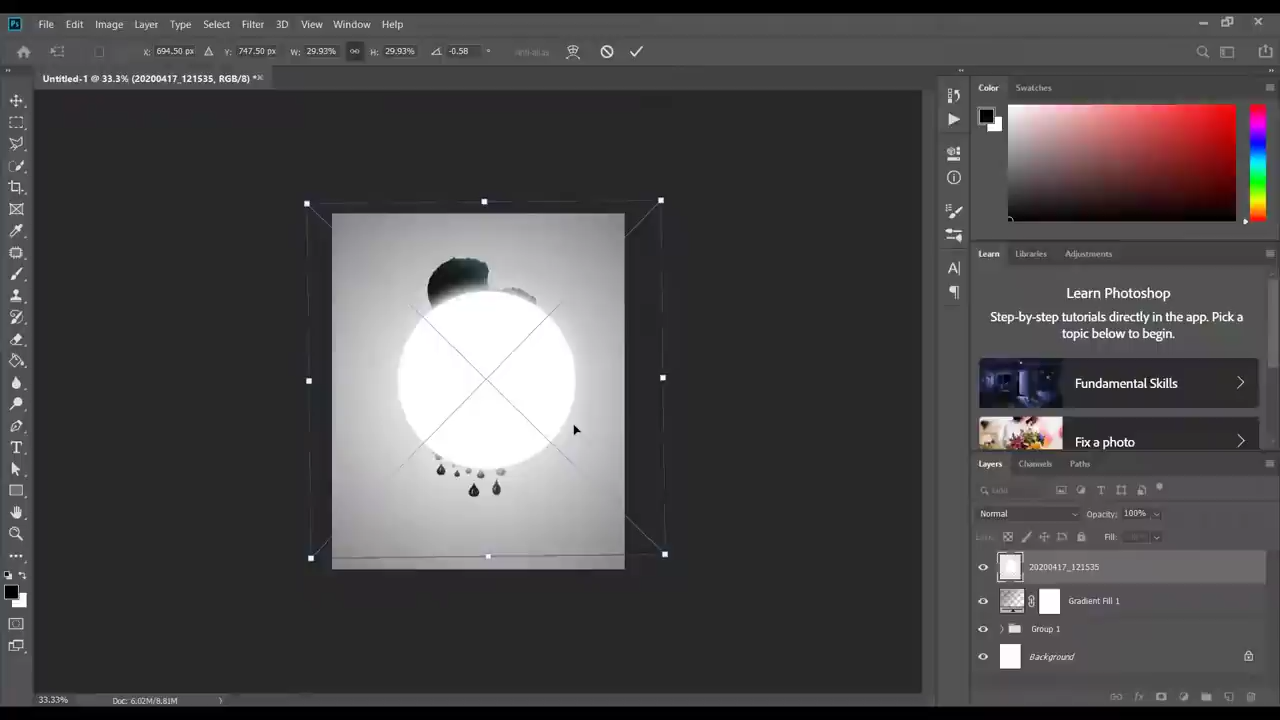 Ps File Edit Image Layer Type Select Filter 3D View Window Help
X: 694.50 px Y: 747.50 px W: 29.93% H: 29.93% -0.58 ° Anti-alias
Untitled-1 @ 33.3% (20200417_121535, RGB/8) *
Color Swatches
Learn Libraries Adjustments
Learn Photoshop
Step-by-step tutorials directly in the app. Pick a
topic below to begin.
Fundamental Skills
Fix a photo
Layers Channels Paths
Normal Opacity: 100%
Fill:
20200417_121535
Gradient Fill 1
Group 1
Background
33.33% Doc: 6.02M/8.81M